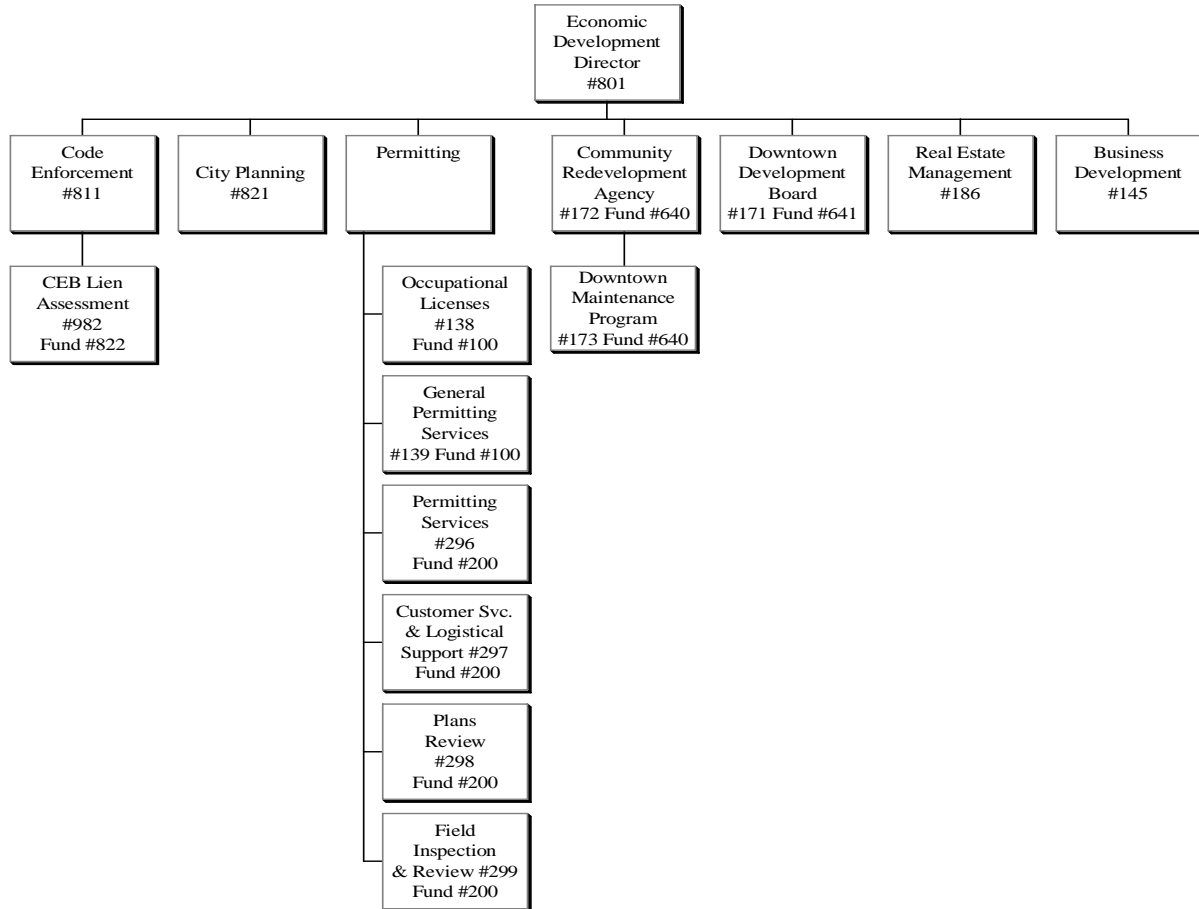 Economic
Development
Director
#801
Code
Enforcement
#811
City Planning
#821
Permitting
Community
Redevelopment
Agency
#172 Fund #640
Downtown
Development
Board
#171 Fund #641
Real Estate
Management
#186
Business
Development
#145
CEB Lien
Assessment
#982
Fund #822
Occupational
Licenses
#138
Fund #100
Downtown
Maintenance
Program
#173 Fund #640
General
Permitting
Services
#139 Fund #100
Permitting
Services
#296
Fund #200
Customer Svc.
& Logistical
Support #297
Fund #200
Plans
Review
#298
Fund #200
Field
Inspection
& Review #299
Fund #200